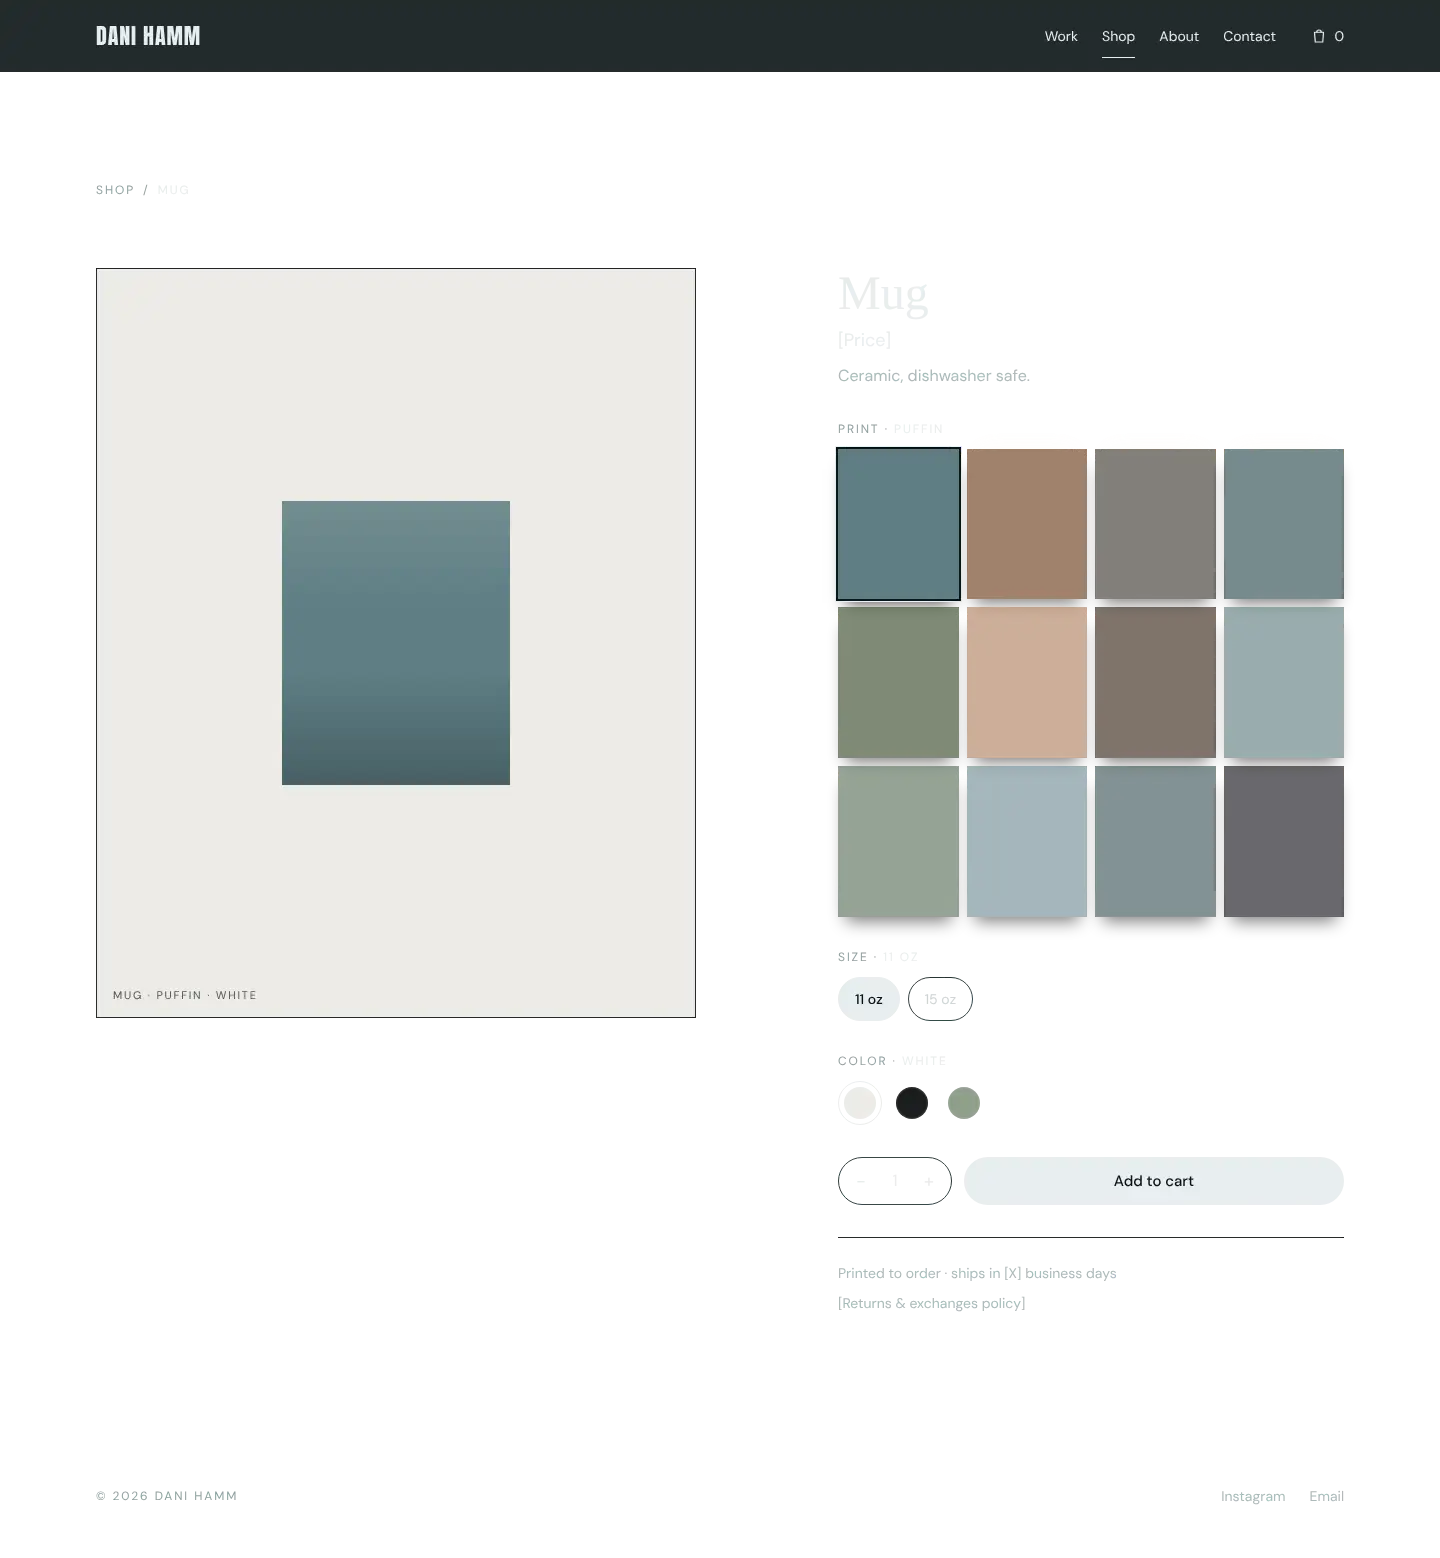 DANI HAMM
Work Shop About Contact 0
SHOP / MUG
Mug
[Price]
Ceramic, dishwasher safe.
PRINT · PUFFIN
MUG · PUFFIN · WHITE
SIZE · 11 OZ
11 oz 15 oz
COLOR · WHITE
− 1 + Add to cart
Printed to order · ships in [X] business days
[Returns & exchanges policy]
© 2026 DANI HAMM
Instagram Email